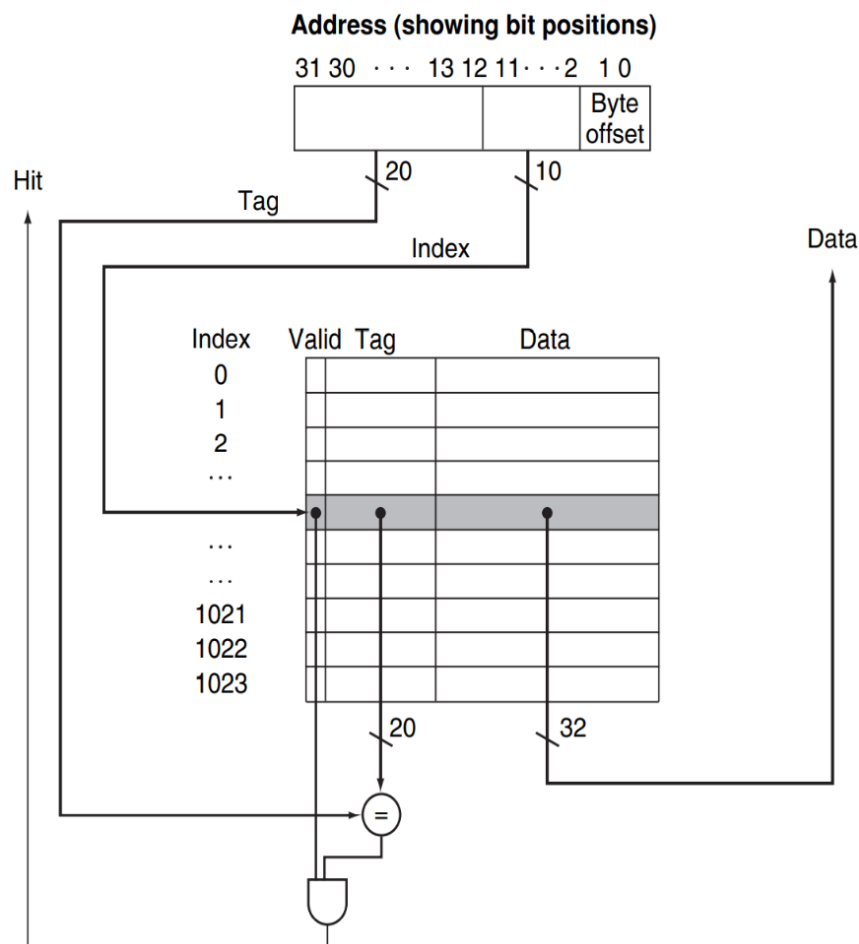 Address (showing bit positions)
31 30 · · · 13 12 11 · · · 2 1 0
Byte
offset
20
10
Hit
Tag
Index
Data
Index Valid Tag Data
0
1
2
...
...
...
1021
1022
1023
20
32
=